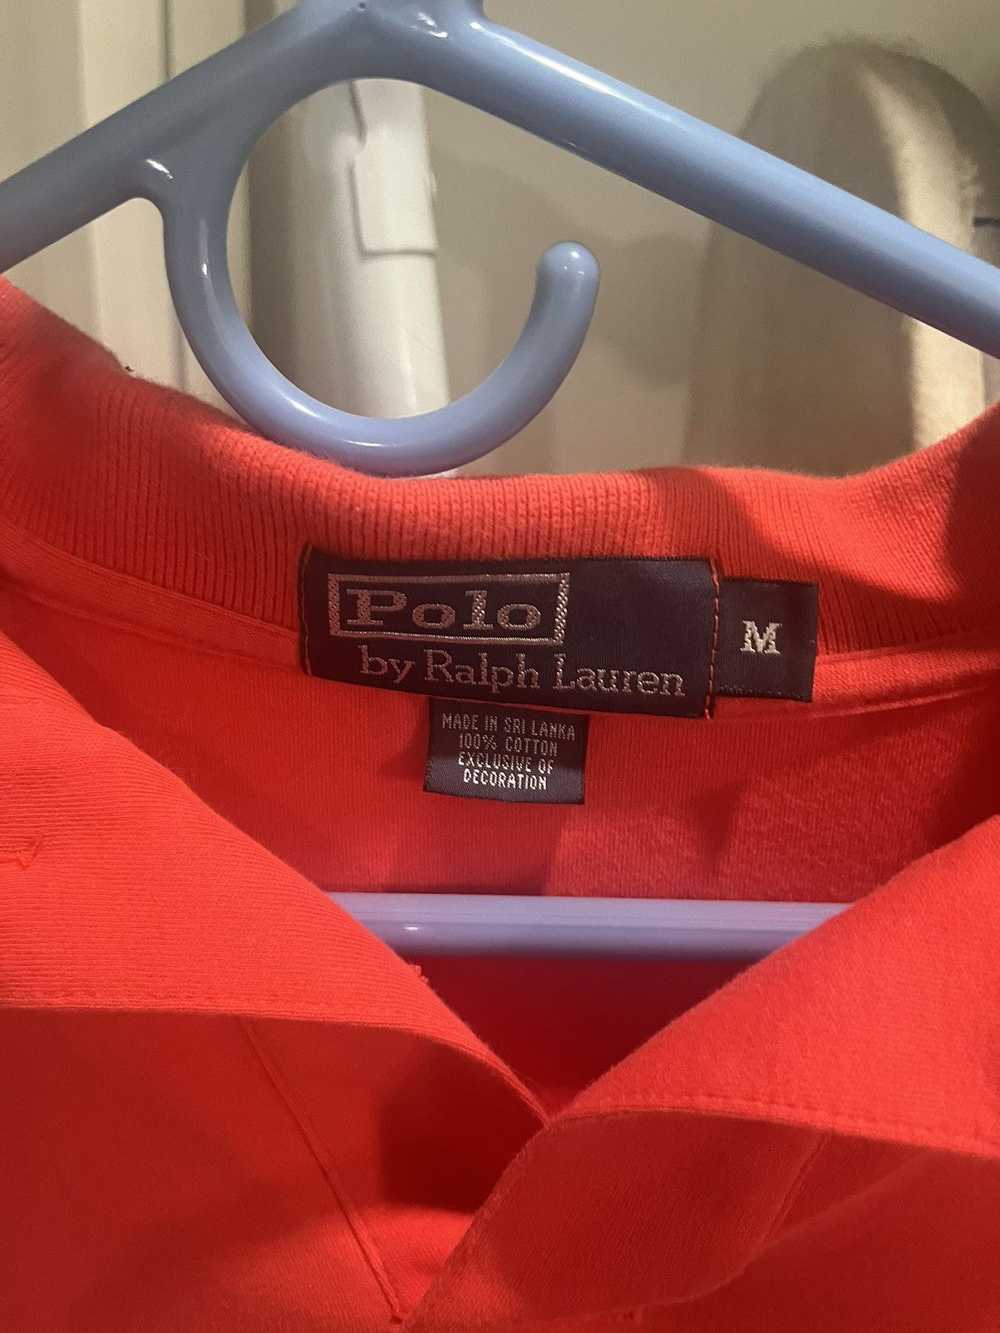 Polo
by Ralph Lauren
M
MADE IN SRI LANKA
100% COTTON
EXCLUSIVE OF
DECORATION